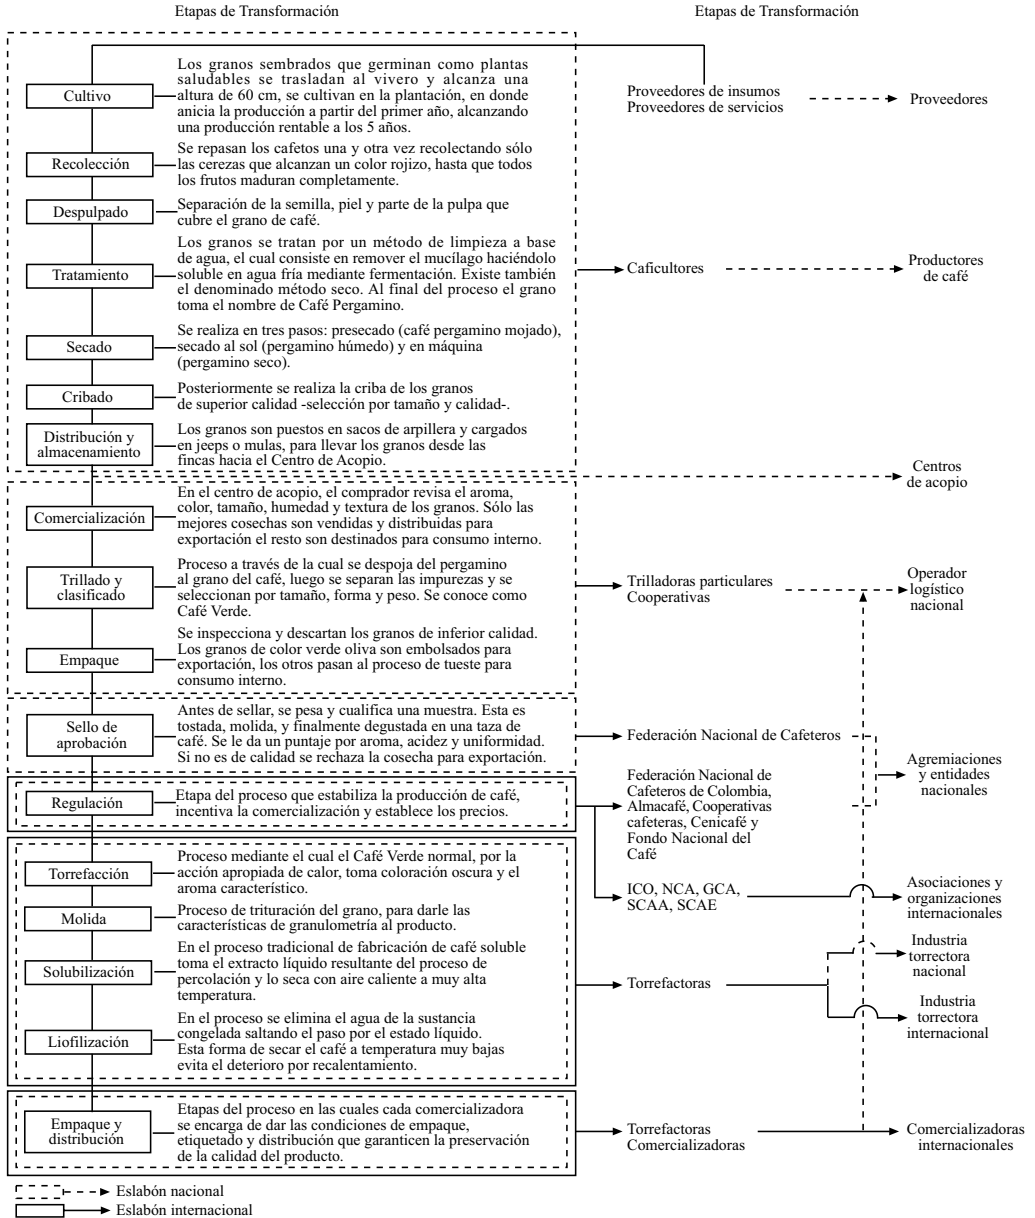 Etapas de Transformación
Etapas de Transformación
Cultivo
Los granos sembrados que germinan como plantas
saludables se trasladan al vivero y alcanza una
altura de 60 cm, se cultivan en la plantación, en donde
anicia la producción a partir del primer año, alcanzando
una producción rentable a los 5 años.
Proveedores de insumos
Proveedores de servicios
Proveedores
Recolección
Se repasan los cafetos una y otra vez recolectando sólo
las cerezas que alcanzan un color rojizo, hasta que todos
los frutos maduran completamente.
Despulpado
Separación de la semilla, piel y parte de la pulpa que
cubre el grano de café.
Tratamiento
Los granos se tratan por un método de limpieza a base
de agua, el cual consiste en remover el mucílago haciéndolo
soluble en agua fría mediante fermentación. Existe también
el denominado método seco. Al final del proceso el grano
toma el nombre de Café Pergamino.
Caficultores
Productores
de café
Secado
Se realiza en tres pasos: presecado (café pergamino mojado),
secado al sol (pergamino húmedo) y en máquina
(pergamino seco).
Cribado
Posteriormente se realiza la criba de los granos
de superior calidad -selección por tamaño y calidad-.
Distribución y
almacenamiento
Los granos son puestos en sacos de arpillera y cargados
en jeeps o mulas, para llevar los granos desde las
fincas hacia el Centro de Acopio.
Centros
de acopio
Comercialización
En el centro de acopio, el comprador revisa el aroma,
color, tamaño, humedad y textura de los granos. Sólo las
mejores cosechas son vendidas y distribuidas para
exportación el resto son destinados para consumo interno.
Trillado y
clasificado
Proceso a través de la cual se despoja del pergamino
al grano del café, luego se separan las impurezas y se
seleccionan por tamaño, forma y peso. Se conoce como
Café Verde.
Trilladoras particulares
Cooperativas
Operador
logístico
nacional
Empaque
Se inspecciona y descartan los granos de inferior calidad.
Los granos de color verde oliva son embolsados para
exportación, los otros pasan al proceso de tueste para
consumo interno.
Sello de
aprobación
Antes de sellar, se pesa y cualifica una muestra. Esta es
tostada, molida, y finalmente degustada en una taza de
café. Se le da un puntaje por aroma, acidez y uniformidad.
Si no es de calidad se rechaza la cosecha para exportación.
Federación Nacional de Cafeteros
Agremiaciones
y entidades
nacionales
Regulación
Etapa del proceso que estabiliza la producción de café,
incentiva la comercialización y establece los precios.
Federación Nacional de
Cafeteros de Colombia,
Almacafé, Cooperativas
cafeteras, Cenicafé y
Fondo Nacional del
Café
Torrefacción
Proceso mediante el cual el Café Verde normal, por la
acción apropiada de calor, toma coloración oscura y el
aroma característico.
ICO, NCA, GCA,
SCAA, SCAE
Asociaciones y
organizaciones
internacionales
Molida
Proceso de trituración del grano, para darle las
características de granulometría al producto.
Solubilización
En el proceso tradicional de fabricación de café soluble
toma el extracto líquido resultante del proceso de
percolación y lo seca con aire caliente a muy alta
temperatura.
Torrefactoras
Industria
torrectora
nacional
Industria
torrectora
internacional
Liofilización
En el proceso se elimina el agua de la sustancia
congelada saltando el paso por el estado líquido.
Esta forma de secar el café a temperatura muy bajas
evita el deterioro por recalentamiento.
Empaque y
distribución
Etapas del proceso en las cuales cada comercializadora
se encarga de dar las condiciones de empaque,
etiquetado y distribución que garanticen la preservación
de la calidad del producto.
Torrefactoras
Comercializadoras
Comercializadoras
internacionales
Eslabón nacional
Eslabón internacional